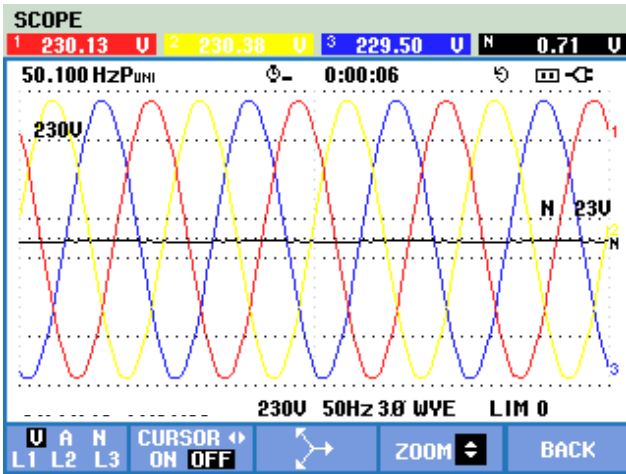 SCOPE
1 230.13 V 2 230.38 V 3 229.50 V N 0.71 V
50.100 HzPUNI 0:00:06
230V
1
N 23V
2
N
3
230V 50Hz 3Ø WYE LIM 0
V A N CURSOR ZOOM BACK
L1 L2 L3 ON OFF